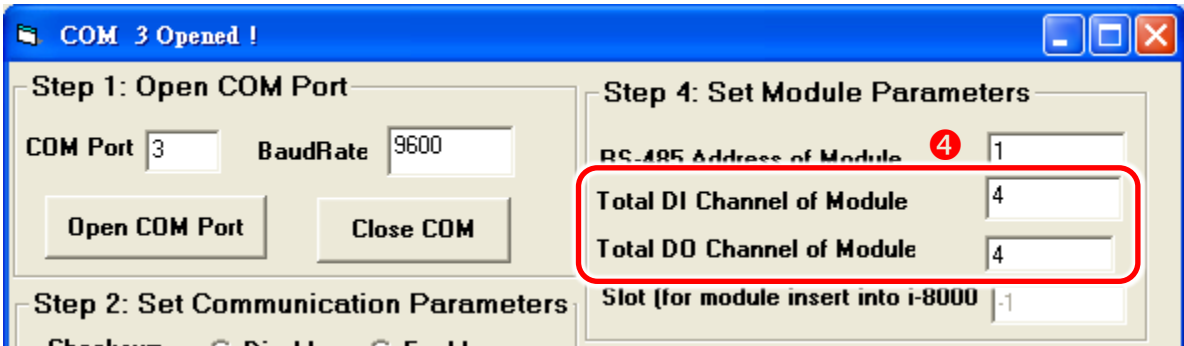 COM 3 Opened !
Step 1: Open COM Port
COM Port 3 BaudRate 9600
Open COM Port Close COM
Step 2: Set Communication Parameters
Step 4: Set Module Parameters
RS-485 Address of Module 4 1
Total DI Channel of Module 4
Total DO Channel of Module 4
Slot (for module insert into i-8000 -1